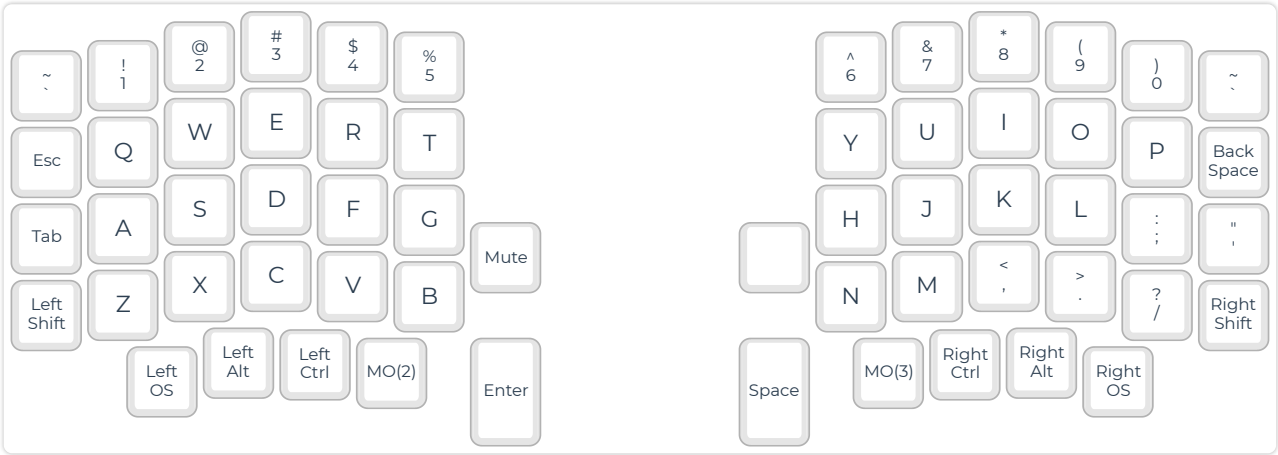 ~
`
!
1
@
2
#
3
$
4
%
5
^
6
&
7
*
8
(
9
)
0
~
`
Esc
Q
W
E
R
T
Y
U
I
O
P
Back
Space
Tab
A
S
D
F
G
H
J
K
L
:
;
"
'
Left
Shift
Z
X
C
V
B
Mute
N
M
<
,
>
.
?
/
Right
Shift
Left
OS
Left
Alt
Left
Ctrl
MO(2)
Enter
Space
MO(3)
Right
Ctrl
Right
Alt
Right
OS